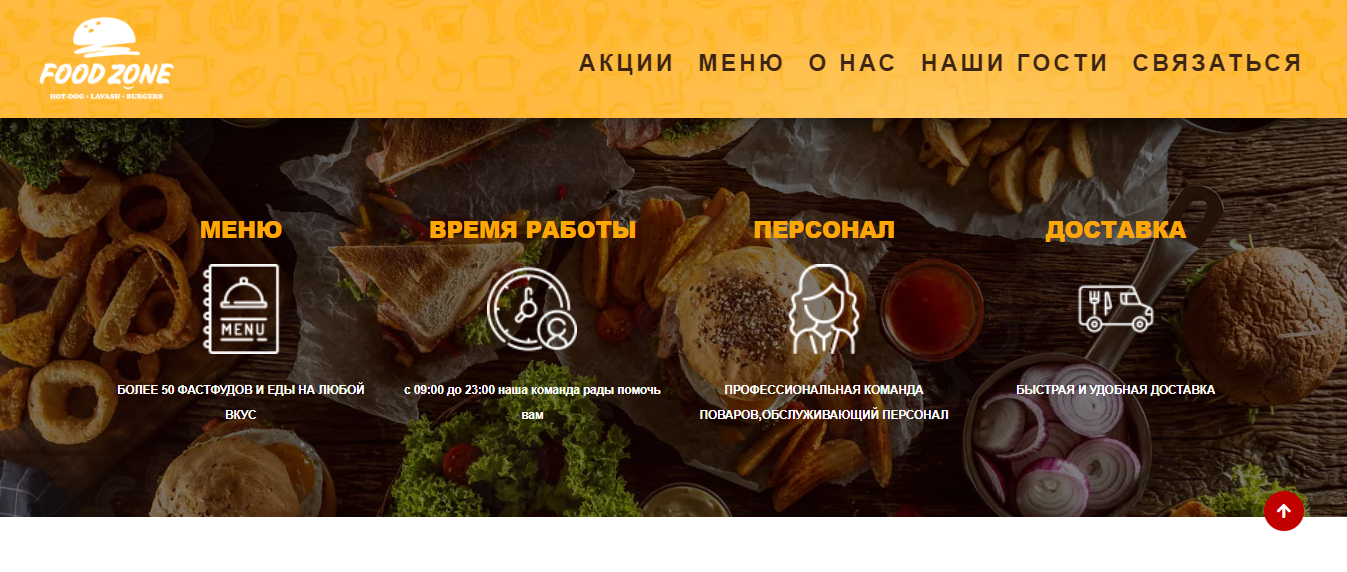 FOOD ZONE
HOT-DOG • LAVASH • BURGERS
АКЦИИ МЕНЮ О НАС НАШИ ГОСТИ СВЯЗАТЬСЯ
МЕНЮ
MENU
БОЛЕЕ 50 ФАСТФУДОВ И ЕДЫ НА ЛЮБОЙ
ВКУС
ВРЕМЯ РАБОТЫ
с 09:00 до 23:00 наша команда рады помочь
вам
ПЕРСОНАЛ
ПРОФЕССИОНАЛЬНАЯ КОМАНДА
ПОВАРОВ,ОБСЛУЖИВАЮЩИЙ ПЕРСОНАЛ
ДОСТАВКА
БЫСТРАЯ И УДОБНАЯ ДОСТАВКА